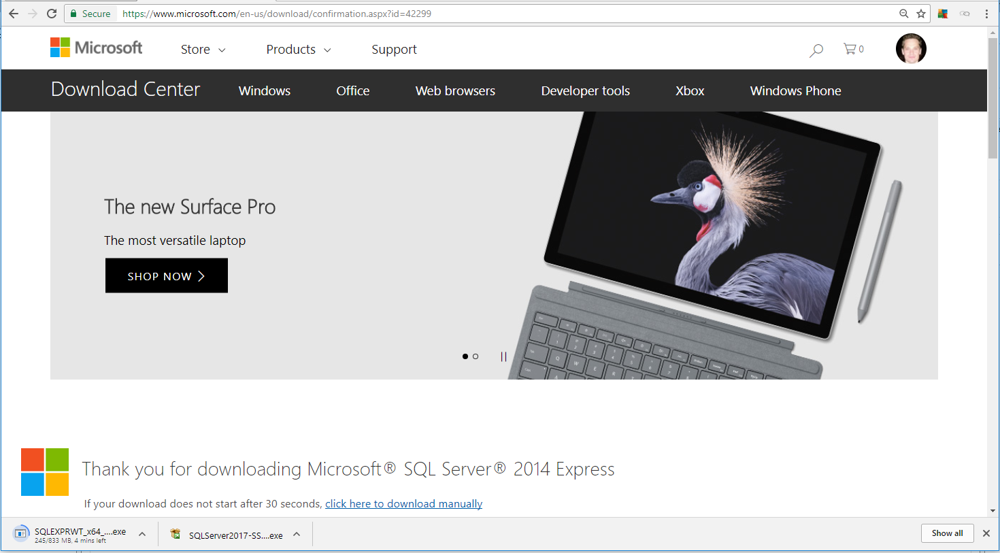 Secure https://www.microsoft.com/en-us/download/confirmation.aspx?id=42299
Microsoft Store Products Support 0
Download Center Windows Office Web browsers Developer tools Xbox Windows Phone
The new Surface Pro
The most versatile laptop
SHOP NOW
Thank you for downloading Microsoft® SQL Server® 2014 Express
If your download does not start after 30 seconds, click here to download manually
SQLEXPRWT_x64_....exe
245/833 MB, 4 mins left
SQLServer2017-SS....exe
Show all